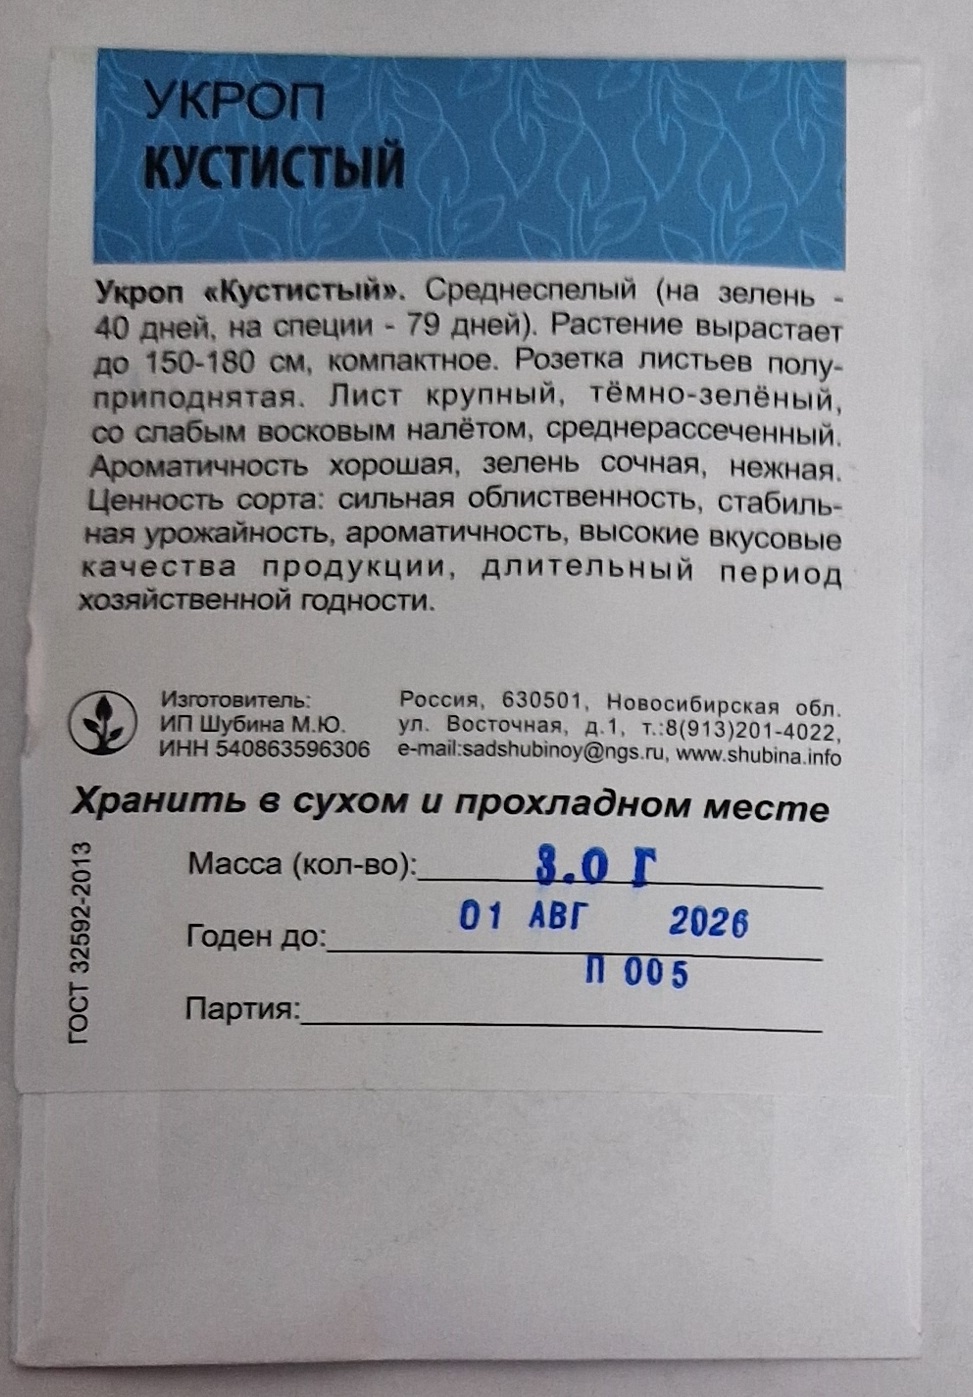 УКРОП
КУСТИСТЫЙ
Укроп «Кустистый». Среднеспелый (на зелень -
40 дней, на специи - 79 дней). Растение вырастает
до 150-180 см, компактное. Розетка листьев полу-
приподнятая. Лист крупный, тёмно-зелёный,
со слабым восковым налётом, среднерассеченный.
Ароматичность хорошая, зелень сочная, нежная.
Ценность сорта: сильная облиственность, стабиль-
ная урожайность, ароматичность, высокие вкусовые
качества продукции, длительный период
хозяйственной годности.
Изготовитель:
ИП Шубина М.Ю.
ИНН 540863596306
Россия, 630501, Новосибирская обл.
ул. Восточная, д.1, т.:8(913)201-4022,
e-mail:sadshubinoy@ngs.ru, www.shubina.info
Хранить в сухом и прохладном месте
ГОСТ 32592-2013
Масса (кол-во): 3.0 Г
Годен до: 01 АВГ 2026
Партия: П 005